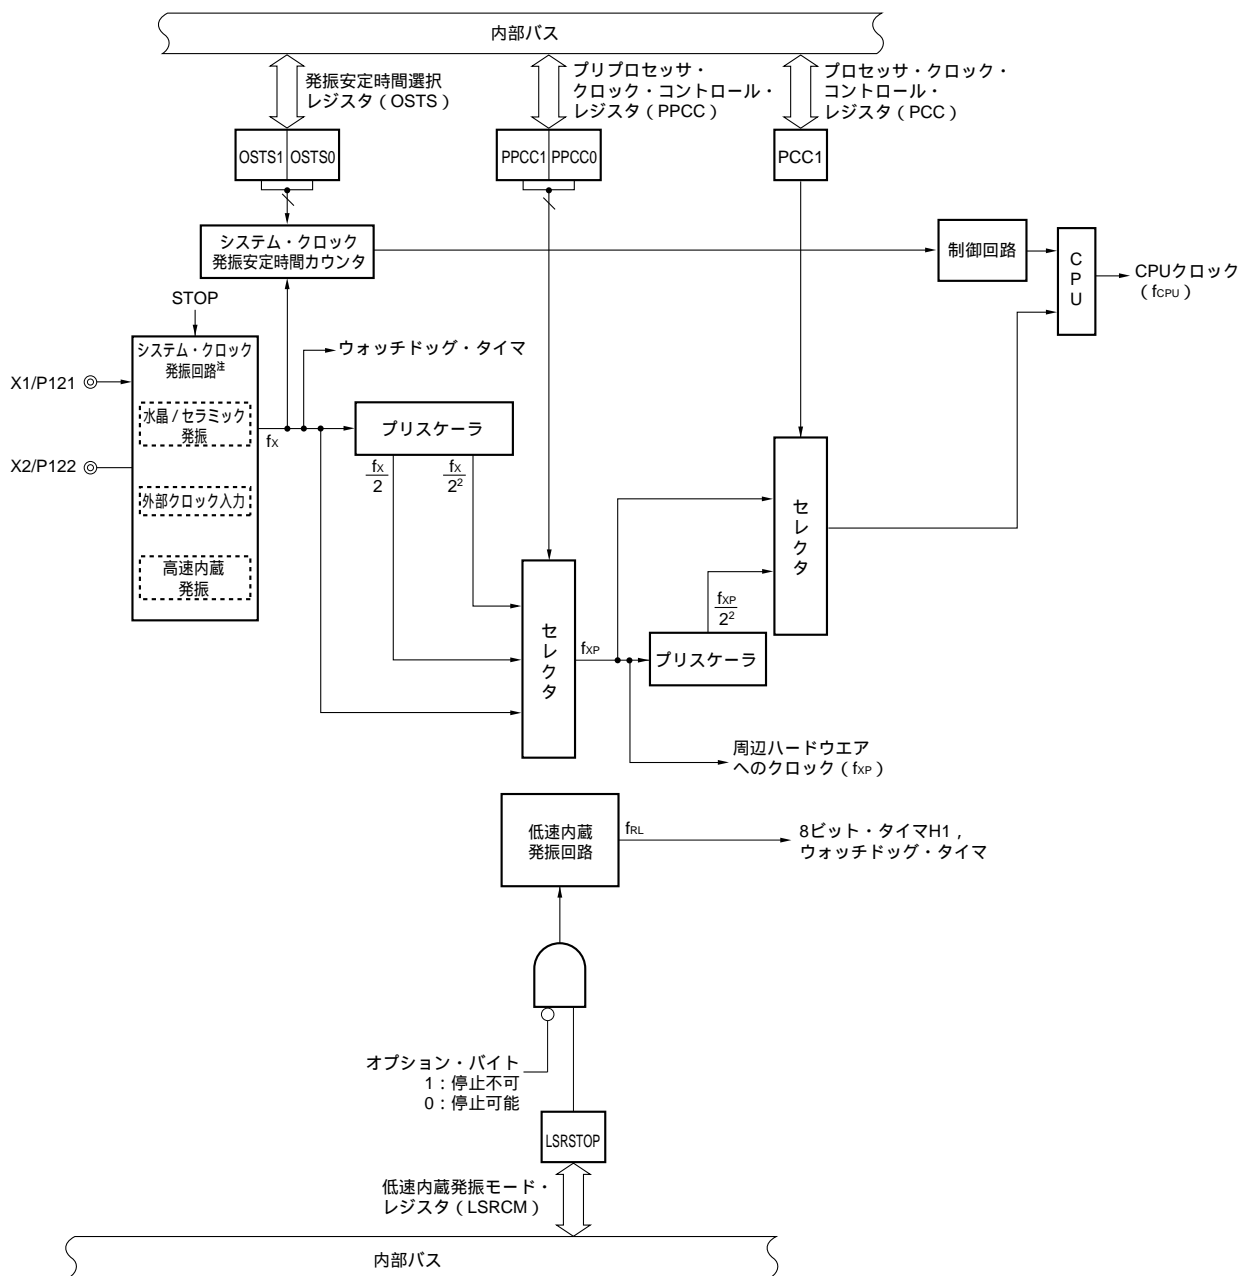 内部バス
発振安定時間選択
レジスタ（OSTS）
プリプロセッサ・
クロック・コントロール・
レジスタ（PPCC）
プロセッサ・クロック・
コントロール・
レジスタ（PCC）
OSTS1 OSTS0
PPCC1 PPCC0
PCC1
システム・クロック
発振安定時間カウンタ
制御回路
CPU
CPUクロック
（fCPU）
STOP
システム・クロック
発振回路注
ウォッチドッグ・タイマ
X1/P121
水晶／セラミック
発振
fX
プリスケーラ
X2/P122
fX
2
fX
2²
外部クロック入力
高速内蔵
発振
セレクタ
セレクタ
fXP
fXP
2²
プリスケーラ
周辺ハードウエア
へのクロック（fXP）
低速内蔵
発振回路
fRL
8ビット・タイマH1，
ウォッチドッグ・タイマ
オプション・バイト
1：停止不可
0：停止可能
LSRSTOP
低速内蔵発振モード・
レジスタ（LSRCM）
内部バス